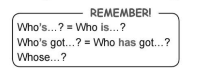 REMEMBER!
Who's...? = Who is...?
Who's got...? = Who has got...?
Whose...?